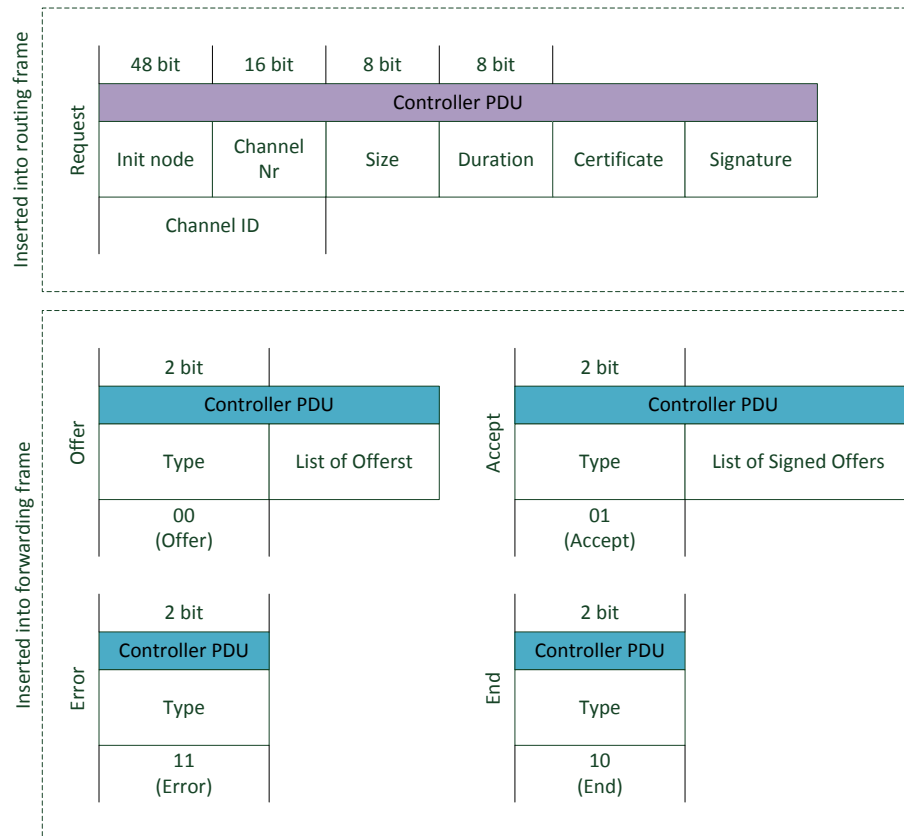 Inserted into routing frame
Request
48 bit
16 bit
8 bit
8 bit
Controller PDU
Init node
Channel
Nr
Size
Duration
Certificate
Signature
Channel ID
Inserted into forwarding frame
Offer
2 bit
Controller PDU
Type
List of Offerst
00
(Offer)
Accept
2 bit
Controller PDU
Type
List of Signed Offers
01
(Accept)
Error
2 bit
Controller PDU
Type
11
(Error)
End
2 bit
Controller PDU
Type
10
(End)